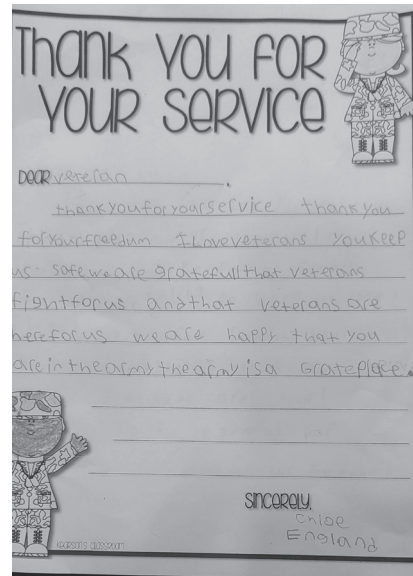 THANK YOU FOR
YOUR SERVICE
DEAR veteran.
thank you for your service thank you
for your freedum I Love veterans you keep
us safe we are gratefull that veterans
fight for us and that veterans are
here for us we are happy that you
are in the army the army is a Grate place.
SINCERELY,
Chloe
England